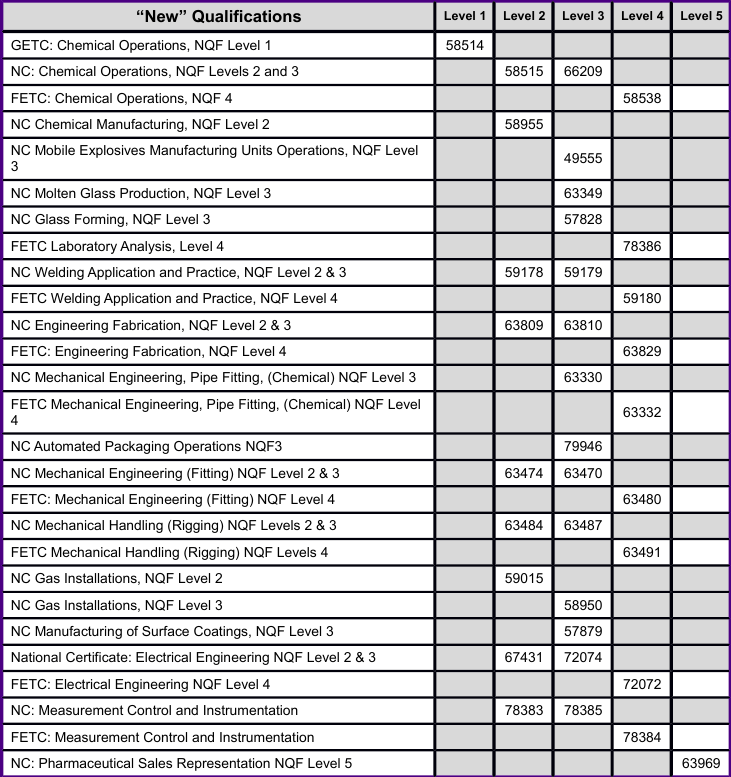 “New” Qualifications Level 1 Level 2 Level 3 Level 4 Level 5
GETC: Chemical Operations, NQF Level 1 58514
NC: Chemical Operations, NQF Levels 2 and 3 58515 66209
FETC: Chemical Operations, NQF 4 58538
NC Chemical Manufacturing, NQF Level 2 58955
NC Mobile Explosives Manufacturing Units Operations, NQF Level
3 49555
NC Molten Glass Production, NQF Level 3 63349
NC Glass Forming, NQF Level 3 57828
FETC Laboratory Analysis, Level 4 78386
NC Welding Application and Practice, NQF Level 2 & 3 59178 59179
FETC Welding Application and Practice, NQF Level 4 59180
NC Engineering Fabrication, NQF Level 2 & 3 63809 63810
FETC: Engineering Fabrication, NQF Level 4 63829
NC Mechanical Engineering, Pipe Fitting, (Chemical) NQF Level 3 63330
FETC Mechanical Engineering, Pipe Fitting, (Chemical) NQF Level
4 63332
NC Automated Packaging Operations NQF3 79946
NC Mechanical Engineering (Fitting) NQF Level 2 & 3 63474 63470
FETC: Mechanical Engineering (Fitting) NQF Level 4 63480
NC Mechanical Handling (Rigging) NQF Levels 2 & 3 63484 63487
FETC Mechanical Handling (Rigging) NQF Levels 4 63491
NC Gas Installations, NQF Level 2 59015
NC Gas Installations, NQF Level 3 58950
NC Manufacturing of Surface Coatings, NQF Level 3 57879
National Certificate: Electrical Engineering NQF Level 2 & 3 67431 72074
FETC: Electrical Engineering NQF Level 4 72072
NC: Measurement Control and Instrumentation 78383 78385
FETC: Measurement Control and Instrumentation 78384
NC: Pharmaceutical Sales Representation NQF Level 5 63969